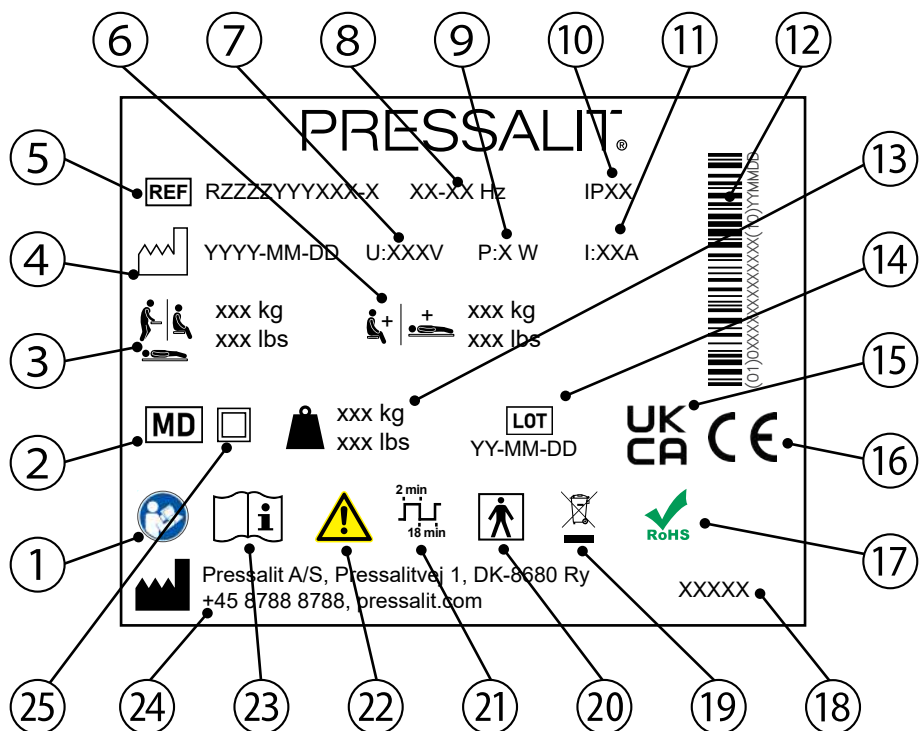 6 7 8 9 10 11 12
PRESSALIT®
5 REF RZZZZYYYXXX-X XX-XX Hz IPXX 13
4 YYYY-MM-DD U:XXXV P:X W I:XXA 14
(01)0XXXXXXXXXXXXX(10)YYMMDD
3 xxx kg xxx kg
xxx lbs xxx lbs
15
2 MD xxx kg LOT UK CE 16
xxx lbs YY-MM-DD CA
2 min
18 min
RoHS
1 17
Pressalit A/S, Pressalitvej 1, DK-8680 Ry
+45 8788 8788, pressalit.com
XXXXX
25 24 23 22 21 20 19 18